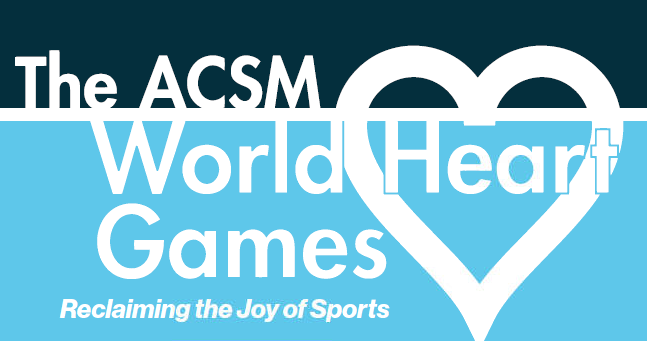 The ACSM
World Heart
Games
Reclaiming the Joy of Sports